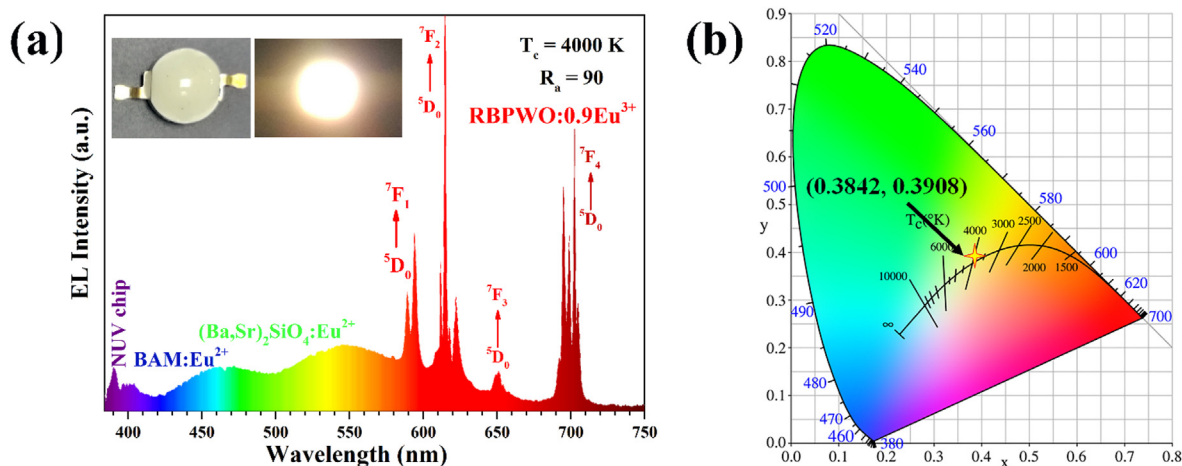 (a)
T_c = 4000 K
R_a = 90
RBPWO:0.9Eu³⁺
⁷F₂
⁵D₀
⁷F₁
⁵D₀
⁷F₃
⁵D₀
⁷F₄
⁵D₀
NUV chip
BAM:Eu²⁺
(Ba,Sr)₂SiO₄:Eu²⁺
EL Intensity (a.u.)
400 450 500 550 600 650 700 750
Wavelength (nm)
(b)
0.9
0.8
0.7
0.6
0.5
y
0.4
0.3
0.2
0.1
0.0
0.0 0.1 0.2 0.3 0.4 0.5 0.6 0.7 0.8
x
520
540
560
500
580
600
620
700
490
480
470
460
380
(0.3842, 0.3908)
T_c(°K)
∞
10000
6000
4000
3000
2500
2000
1500